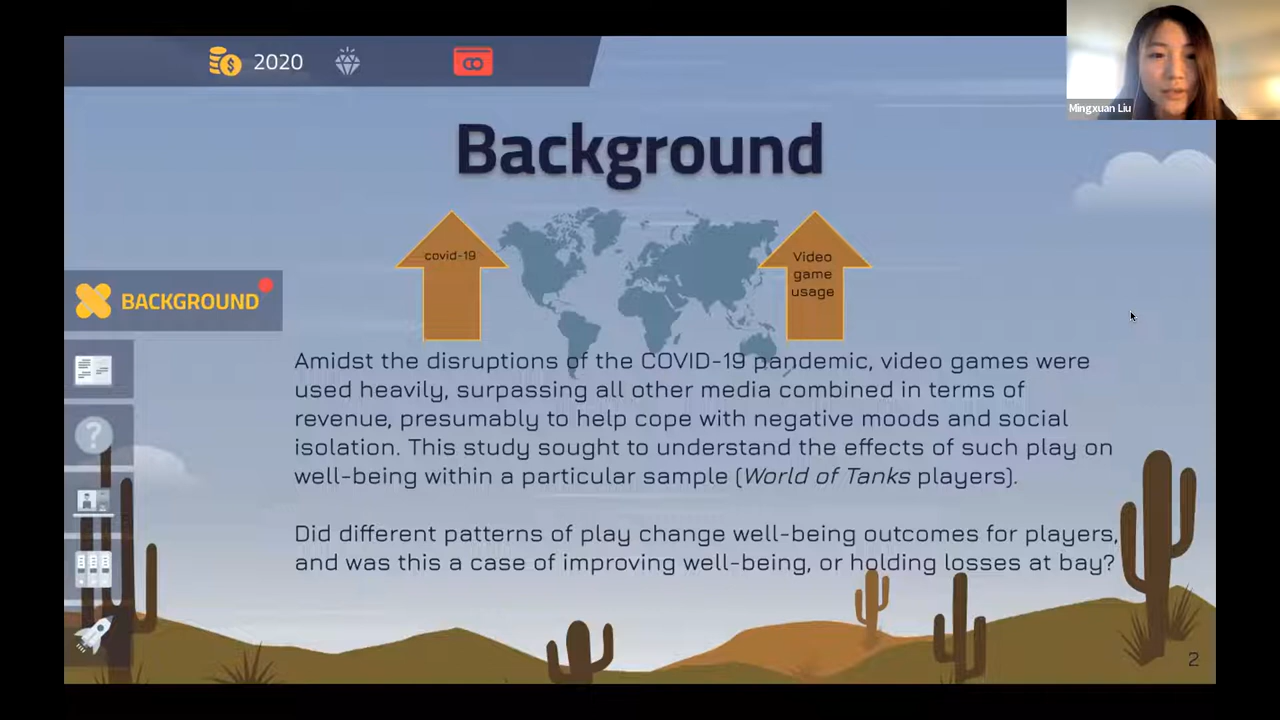 2020
Mingxuan Liu
Background
covid-19
Video
game
usage
BACKGROUND
Amidst the disruptions of the COVID-19 pandemic, video games were
used heavily, surpassing all other media combined in terms of
revenue, presumably to help cope with negative moods and social
isolation. This study sought to understand the effects of such play on
well-being within a particular sample (World of Tanks players).
Did different patterns of play change well-being outcomes for players,
and was this a case of improving well-being, or holding losses at bay?
2